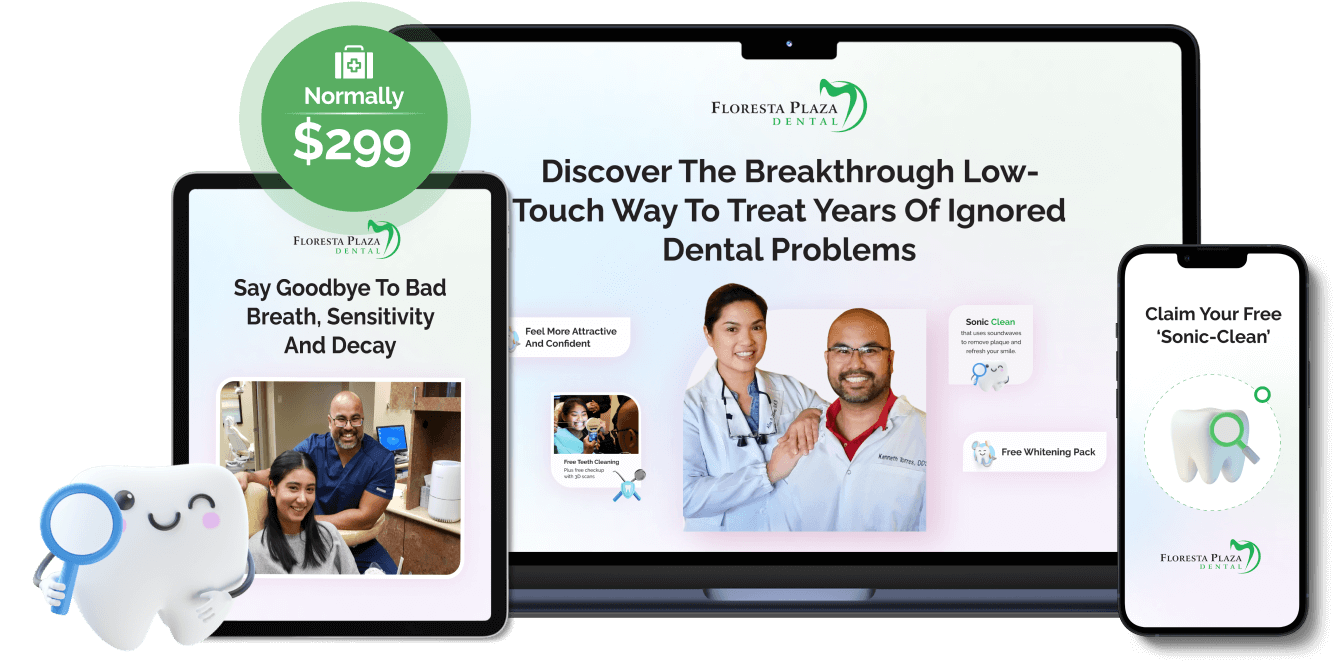 Normally
$299
FLORESTA PLAZA
DENTAL
Say Goodbye To Bad
Breath, Sensitivity
And Decay
FLORESTA PLAZA
DENTAL
Discover The Breakthrough Low-
Touch Way To Treat Years Of Ignored
Dental Problems
Feel More Attractive
And Confident
Free Teeth Cleaning
Plus free checkup
with 3D scans
Kenneth Torres, DDS
Sonic Clean
that uses soundwaves
to remove plaque and
refresh your smile.
Free Whitening Pack
Claim Your Free
‘Sonic-Clean’
FLORESTA PLAZA
DENTAL